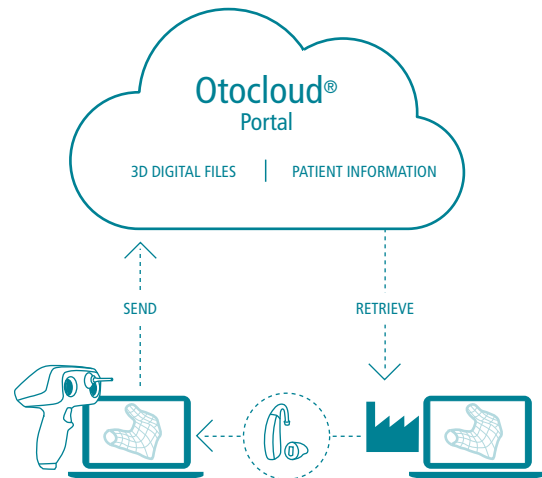 Otocloud®
Portal
3D DIGITAL FILES | PATIENT INFORMATION
SEND
RETRIEVE